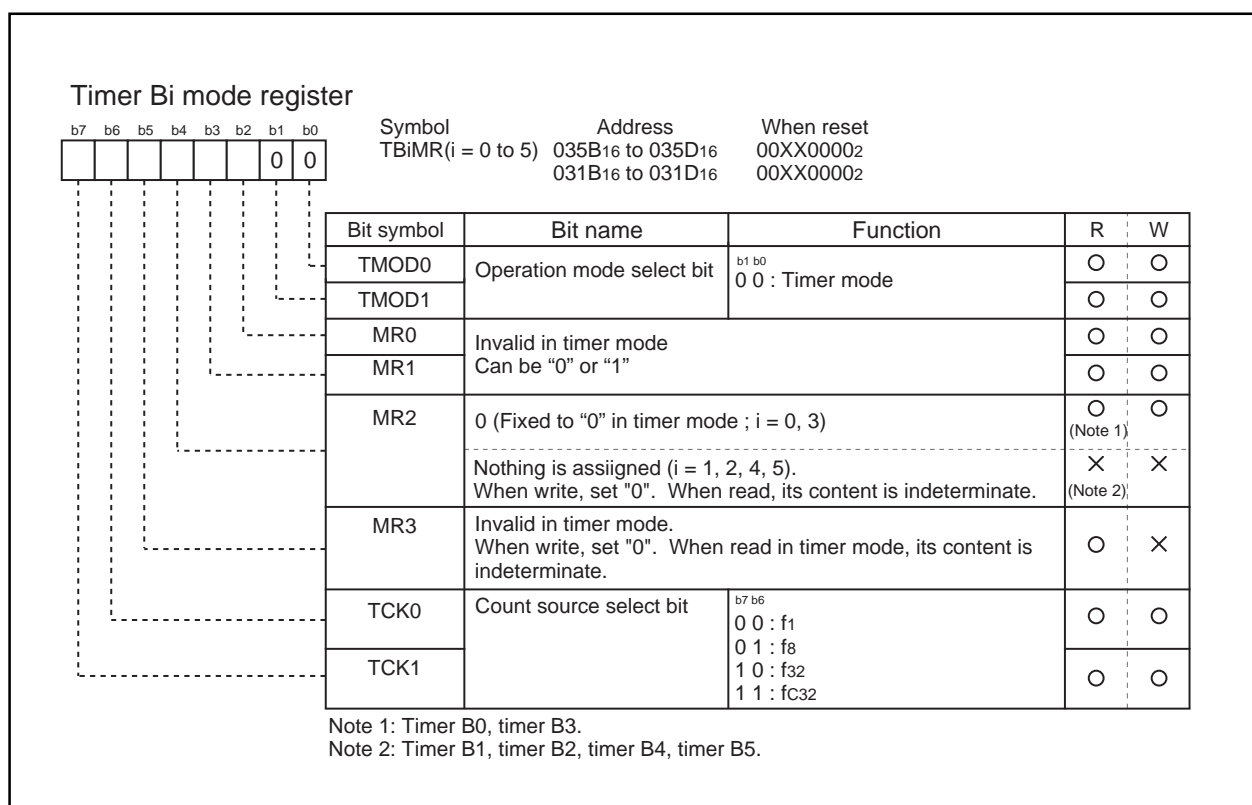 Timer Bi mode register
b7 b6 b5 b4 b3 b2 b1 b0
0 0
Symbol Address When reset
TBiMR(i = 0 to 5) 035B16 to 035D16 00XX00002
031B16 to 031D16 00XX00002
Bit symbol Bit name Function R W
TMOD0 Operation mode select bit b1 b0
0 0 : Timer mode
TMOD1
MR0 Invalid in timer mode
MR1 Can be “0” or “1”
MR2 0 (Fixed to “0” in timer mode ; i = 0, 3)
(Note 1)
Nothing is assiigned (i = 1, 2, 4, 5).
When write, set "0". When read, its content is indeterminate. (Note 2)
MR3 Invalid in timer mode.
When write, set "0". When read in timer mode, its content is
indeterminate.
TCK0 Count source select bit b7 b6
0 0 : f1
0 1 : f8
TCK1 1 0 : f32
1 1 : fC32
Note 1: Timer B0, timer B3.
Note 2: Timer B1, timer B2, timer B4, timer B5.